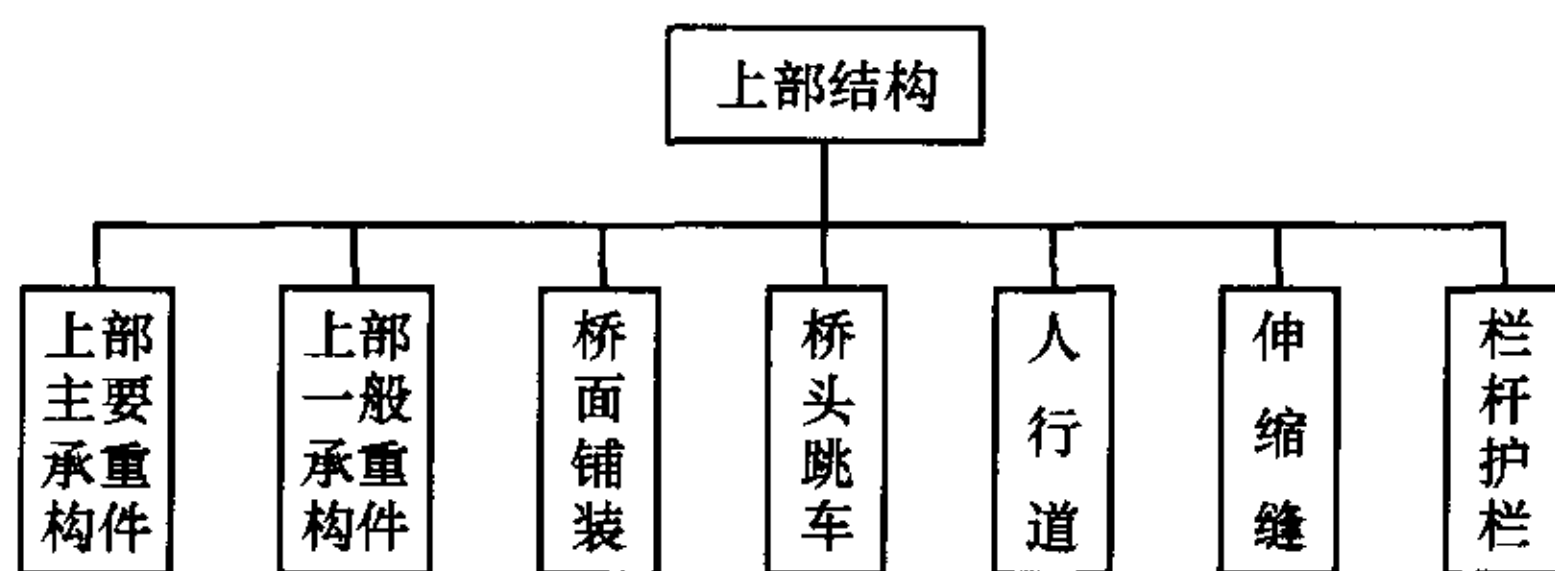 上部结构
上部
主要
承重
构件
上部
一般
承重
构件
桥面铺装
桥头跳车
人行道
伸缩缝
栏杆护栏